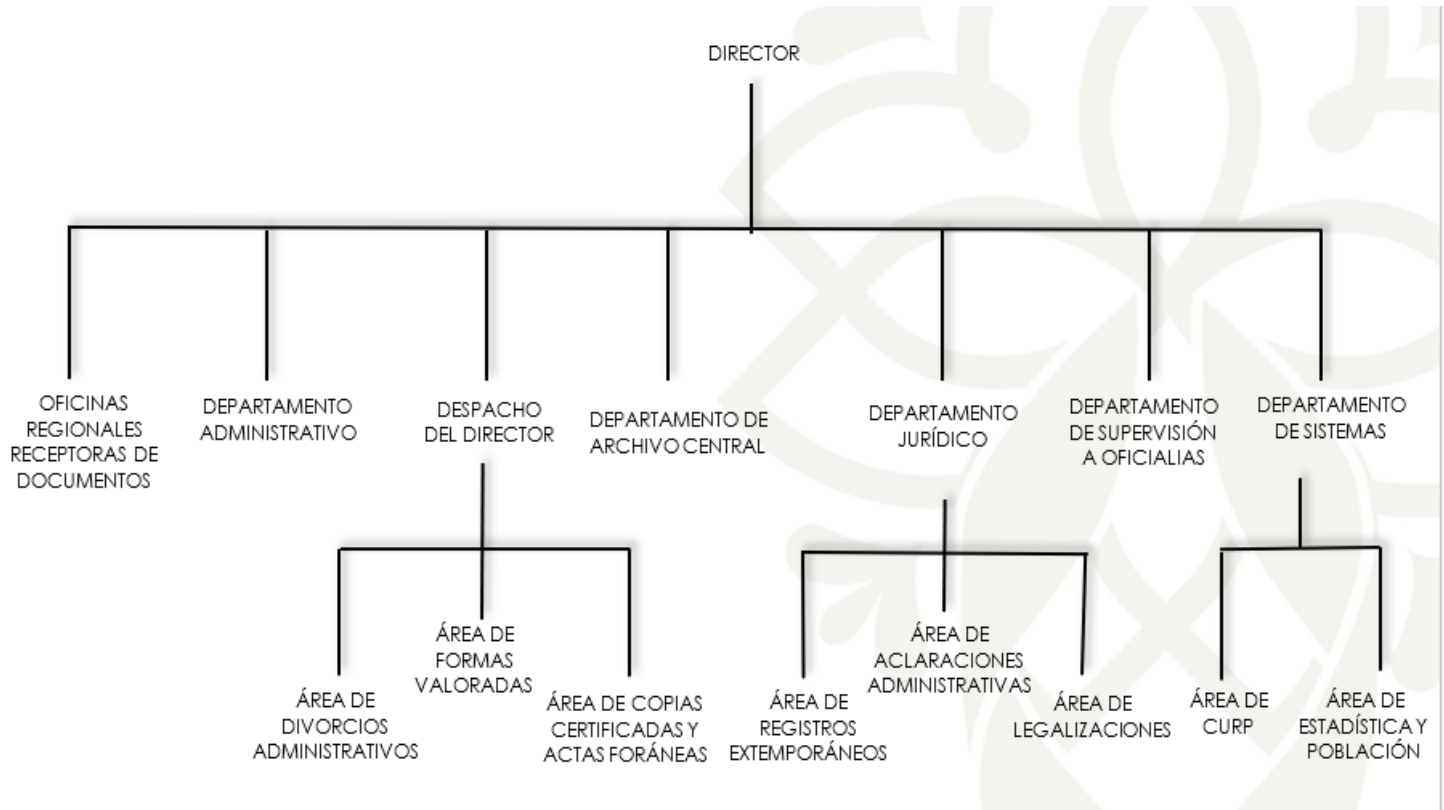 DIRECTOR
OFICINAS
REGIONALES
RECEPTORAS DE
DOCUMENTOS
DEPARTAMENTO
ADMINISTRATIVO
DESPACHO
DEL DIRECTOR
DEPARTAMENTO DE
ARCHIVO CENTRAL
DEPARTAMENTO
JURÍDICO
DEPARTAMENTO
DE SUPERVISIÓN
A OFICIALIAS
DEPARTAMENTO
DE SISTEMAS
ÁREA DE
DIVORCIOS
ADMINISTRATIVOS
ÁREA DE
FORMAS
VALORADAS
ÁREA DE COPIAS
CERTIFICADAS Y
ACTAS FORÁNEAS
ÁREA DE
REGISTROS
EXTEMPORÁNEOS
ÁREA DE
ACLARACIONES
ADMINISTRATIVAS
ÁREA DE
LEGALIZACIONES
ÁREA DE
CURP
ÁREA DE
ESTADÍSTICA Y
POBLACIÓN